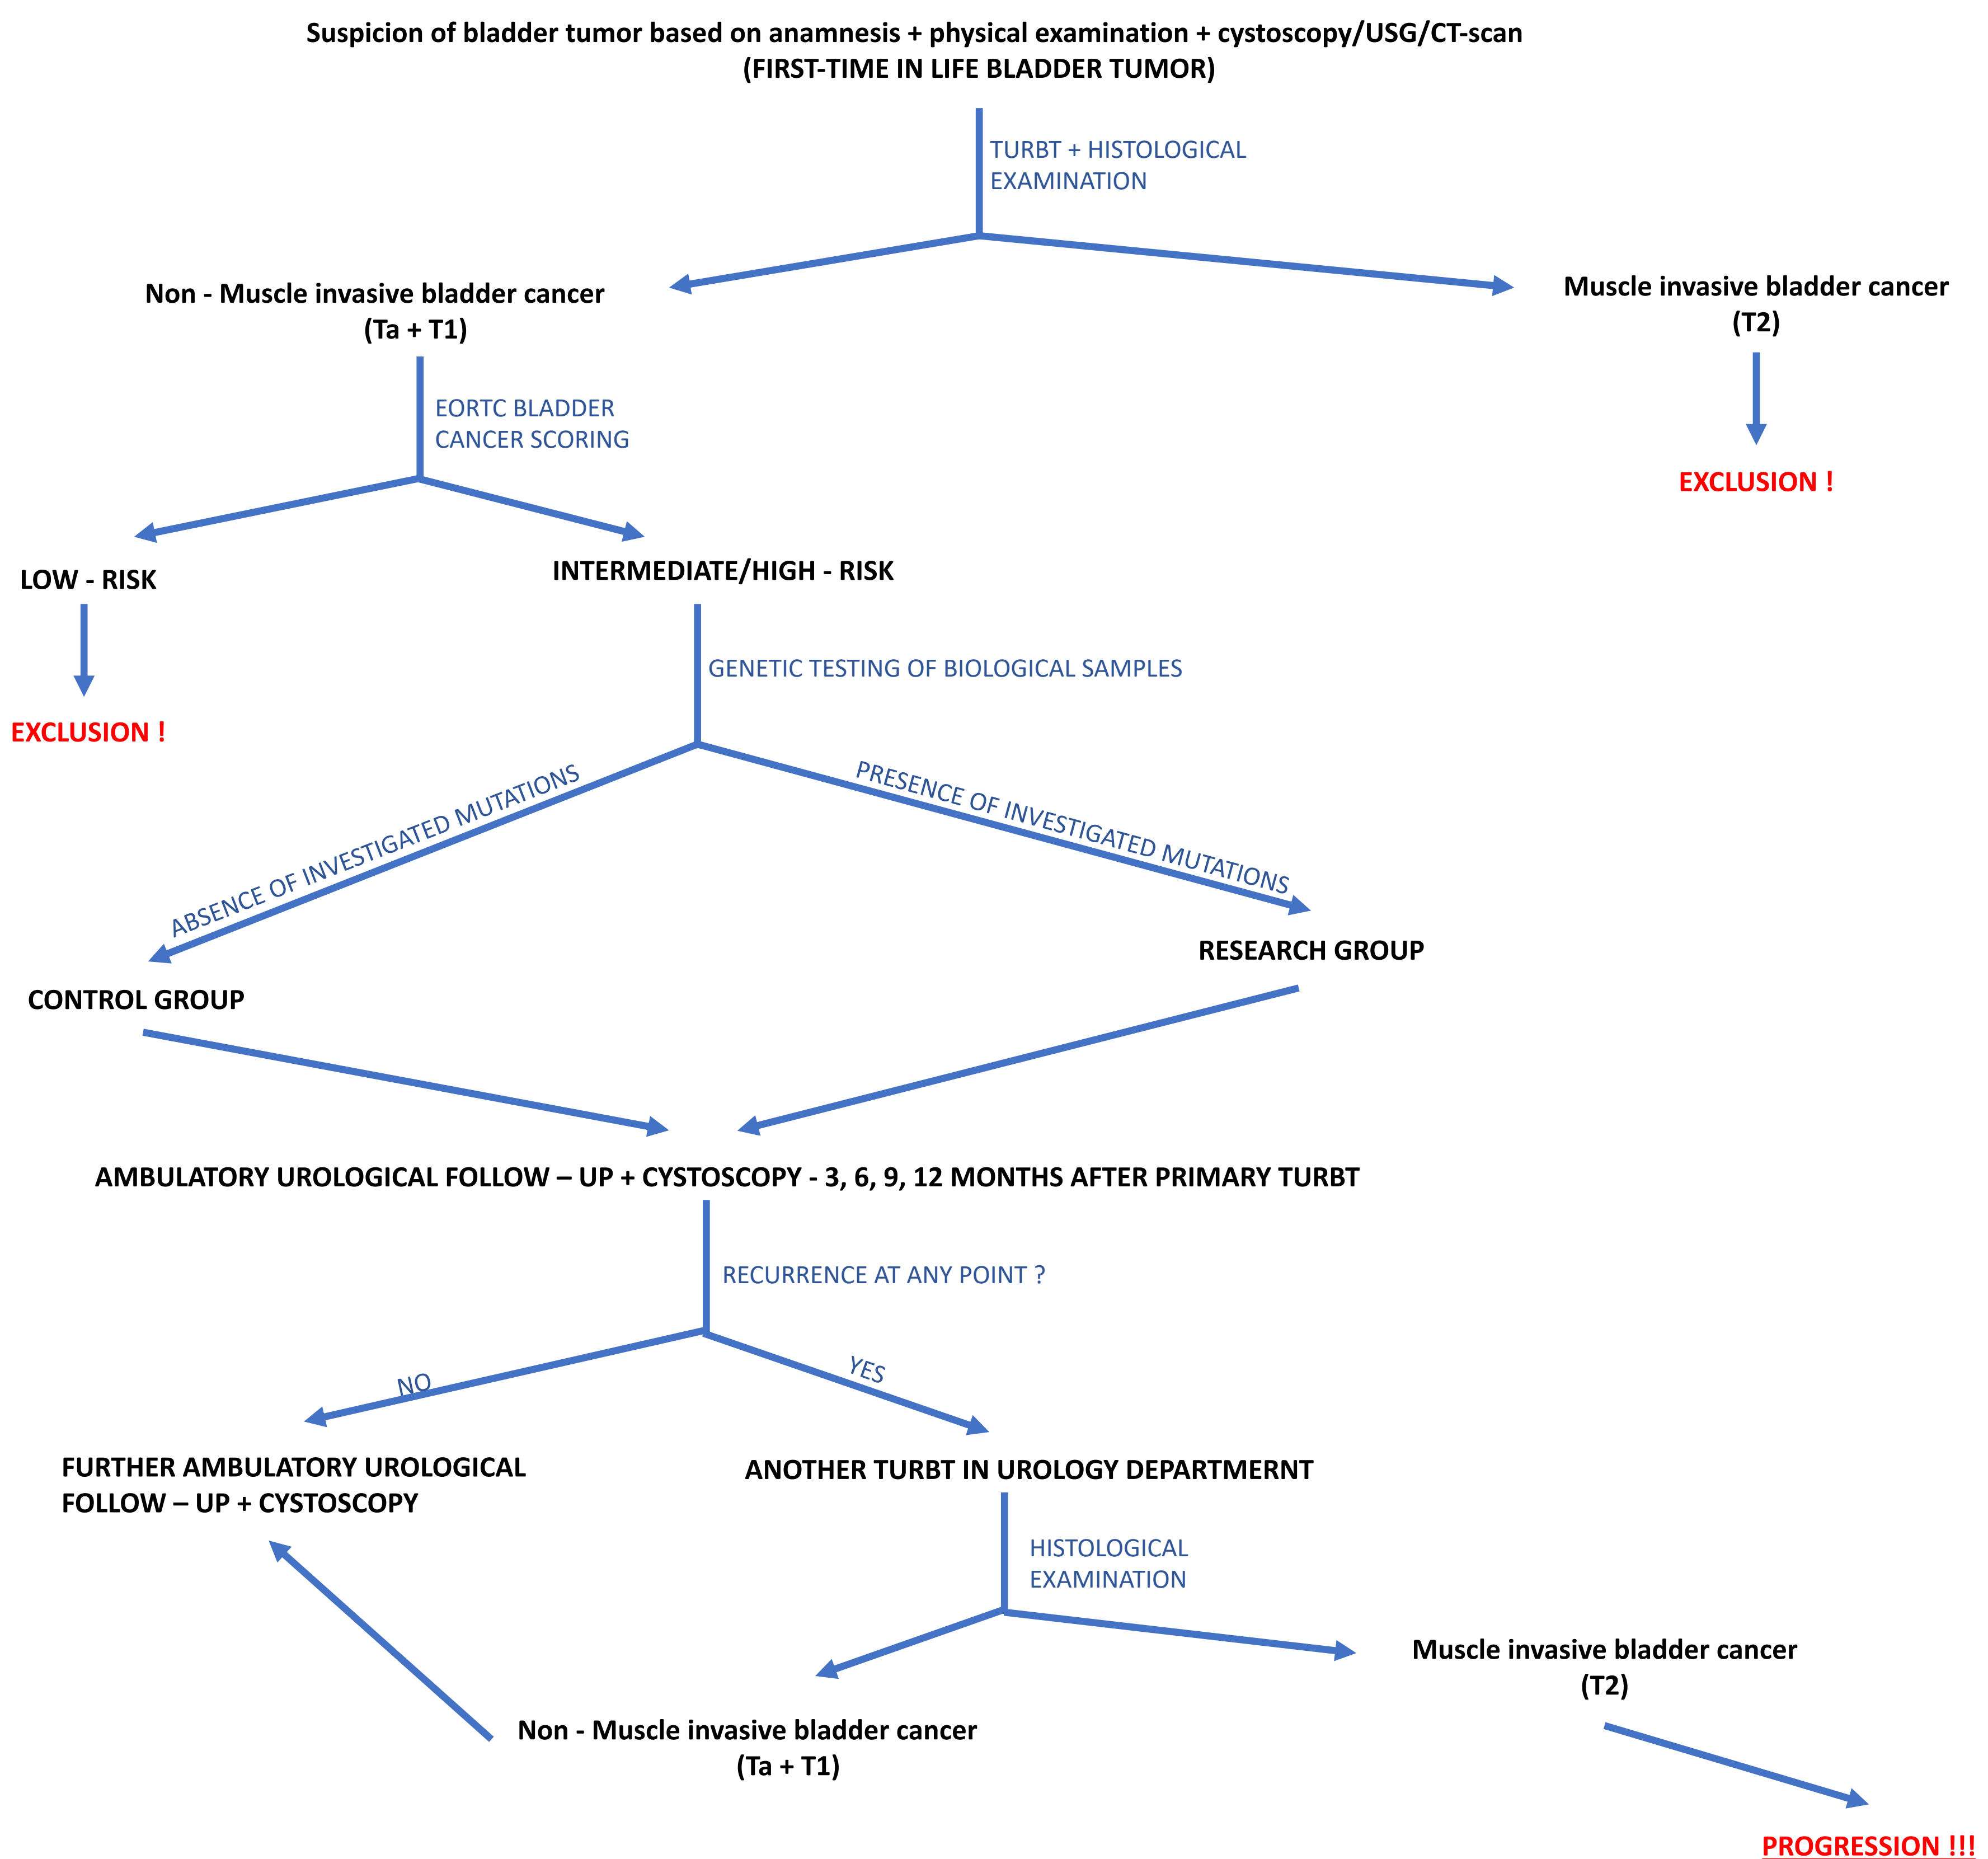 Suspicion of bladder tumor based on anamnesis + physical examination + cystoscopy/USG/CT-scan
(FIRST-TIME IN LIFE BLADDER TUMOR)
TURBT + HISTOLOGICAL
EXAMINATION
Non - Muscle invasive bladder cancer
(Ta + T1)
Muscle invasive bladder cancer
(T2)
EORTC BLADDER
CANCER SCORING
EXCLUSION !
LOW - RISK
INTERMEDIATE/HIGH - RISK
GENETIC TESTING OF BIOLOGICAL SAMPLES
EXCLUSION !
ABSENCE OF INVESTIGATED MUTATIONS
PRESENCE OF INVESTIGATED MUTATIONS
RESEARCH GROUP
CONTROL GROUP
AMBULATORY UROLOGICAL FOLLOW – UP + CYSTOSCOPY - 3, 6, 9, 12 MONTHS AFTER PRIMARY TURBT
RECURRENCE AT ANY POINT ?
NO
YES
FURTHER AMBULATORY UROLOGICAL
FOLLOW – UP + CYSTOSCOPY
ANOTHER TURBT IN UROLOGY DEPARTMERNT
HISTOLOGICAL
EXAMINATION
Muscle invasive bladder cancer
(T2)
Non - Muscle invasive bladder cancer
(Ta + T1)
PROGRESSION !!!